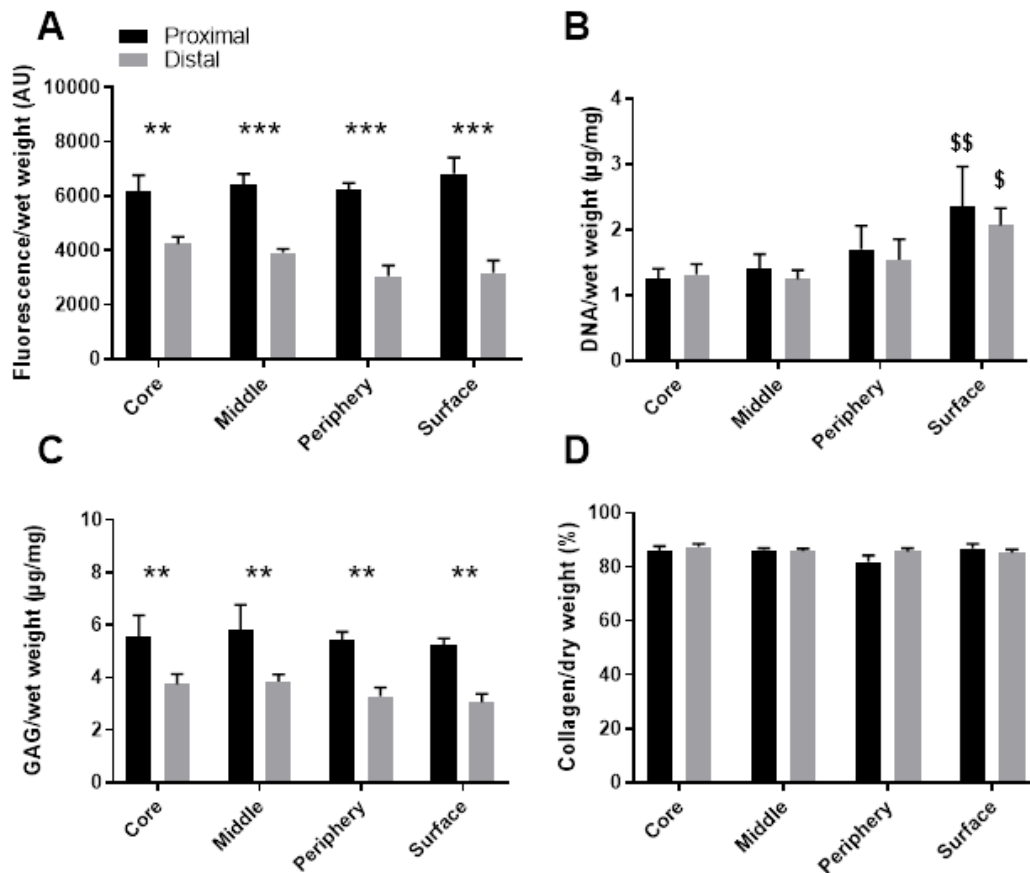 A
Proximal
Distal
Fluorescence/wet weight (AU)
10000
8000
6000
4000
2000
0
** *** *** ***
Core Middle Periphery Surface
B
DNA/wet weight (µg/mg)
4
3
2
1
0
$$ $
Core Middle Periphery Surface
C
GAG/wet weight (µg/mg)
10
8
6
4
2
0
** ** ** **
Core Middle Periphery Surface
D
Collagen/dry weight (%)
100
80
60
40
20
0
Core Middle Periphery Surface